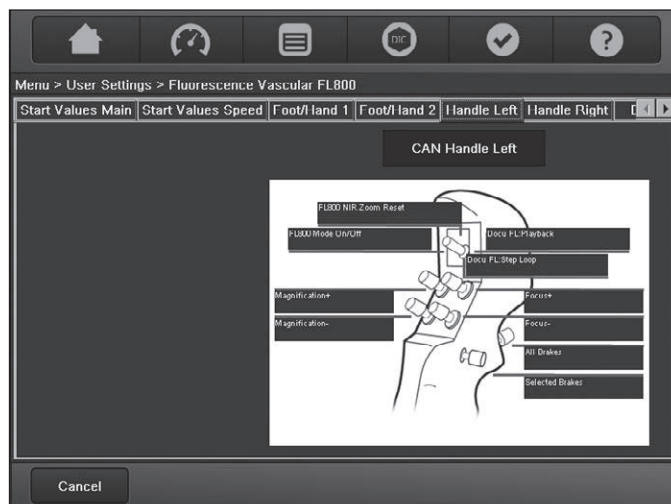 DIC
?
Menu > User Settings > Fluorescence Vascular FL800
Start Values Main Start Values Speed Foot/Hand 1 Foot/Hand 2 Handle Left Handle Right
CAN Handle Left
FL800 NIR Zoom Reset
FL800 Mode On/Off
Docu FL:Playback
Docu FL:Step Loop
Magnification+
Focus+
Magnification-
Focus-
All Brakes
Selected Brakes
Cancel